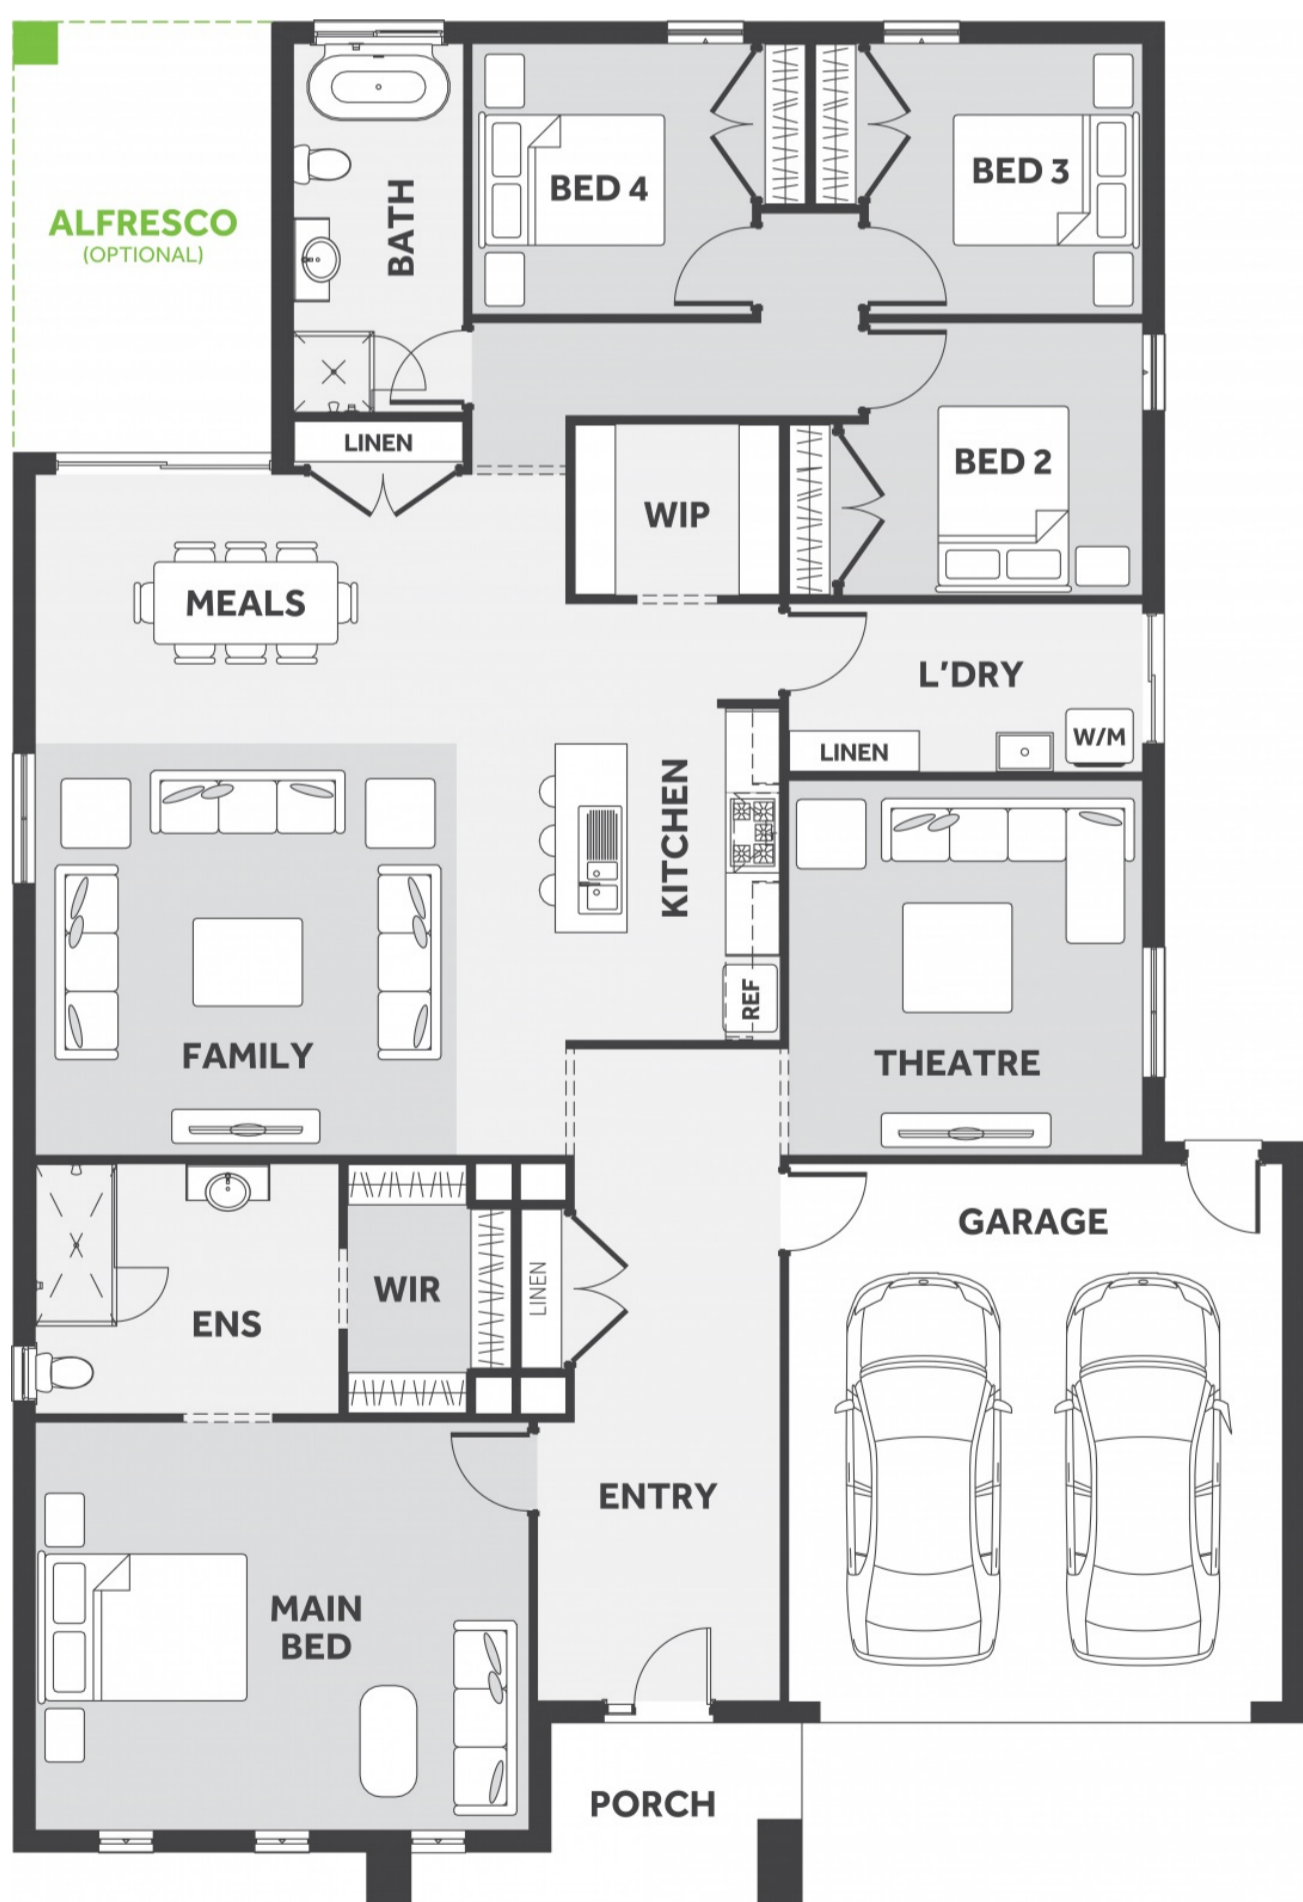 BATH
BED 4
BED 3
ALFRESCO
(OPTIONAL)
LINEN
BED 2
WIP
MEALS
L'DRY
LINEN
W/M
KITCHEN
REF
FAMILY
THEATRE
GARAGE
WIR
LINEN
ENS
ENTRY
MAIN
BED
PORCH